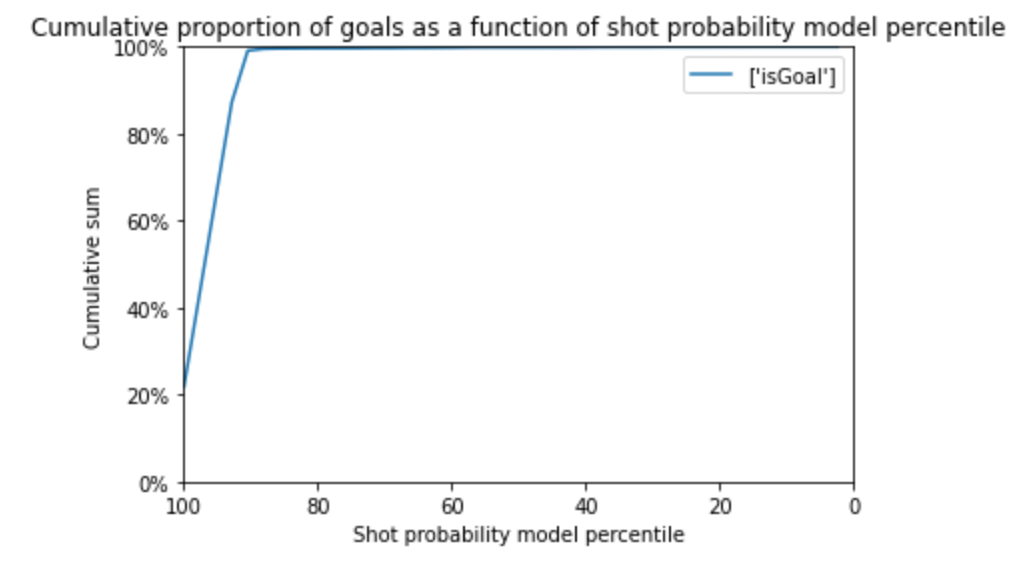 Cumulative proportion of goals as a function of shot probability model percentile
100%
80%
60%
40%
20%
0%
Cumulative sum
['isGoal']
100 80 60 40 20 0
Shot probability model percentile